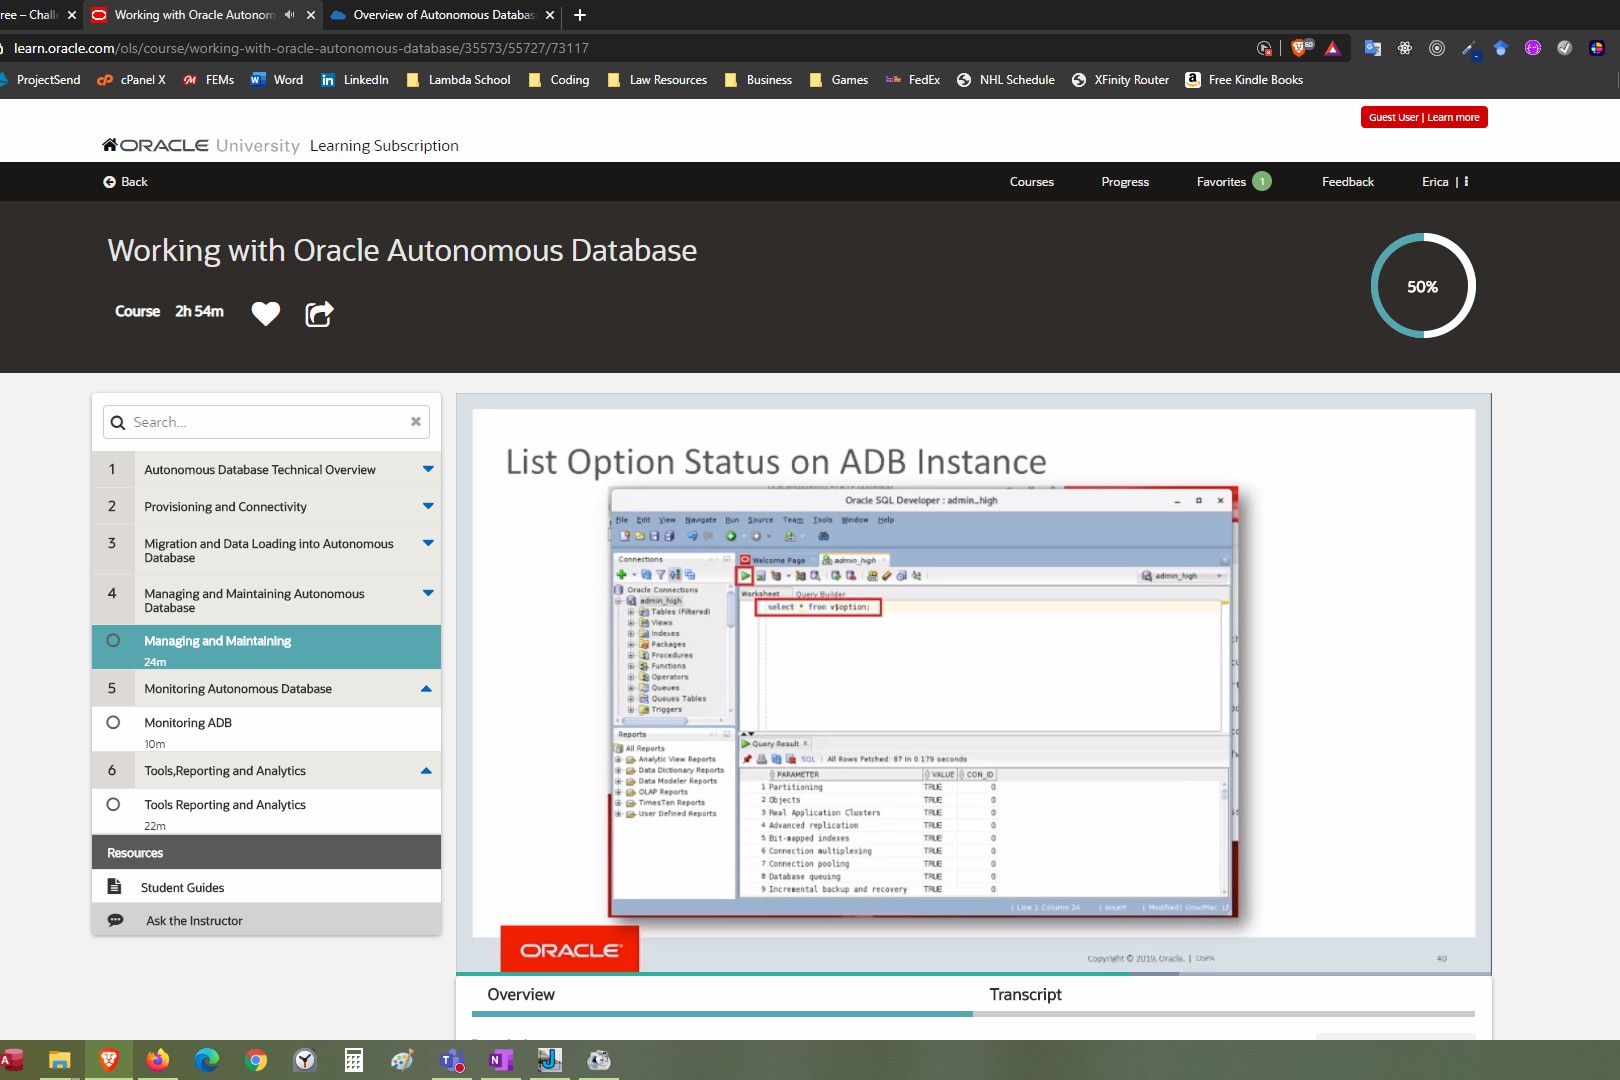 ree – Chall
Working with Oracle Autonom
Overview of Autonomous Databas
learn.oracle.com/ols/course/working-with-oracle-autonomous-database/35573/55727/73117
60
ProjectSend
cPanel X
FEMs
Word
LinkedIn
Lambda School
Coding
Law Resources
Business
Games
FedEx
NHL Schedule
XFinity Router
Free Kindle Books
Guest User | Learn more
ORACLE University Learning Subscription
Back
Courses
Progress
Favorites 1
Feedback
Erica |
Working with Oracle Autonomous Database
Course 2h 54m
50%
Search...
1 Autonomous Database Technical Overview
2 Provisioning and Connectivity
3 Migration and Data Loading into Autonomous
Database
4 Managing and Maintaining Autonomous
Database
Managing and Maintaining
24m
5 Monitoring Autonomous Database
Monitoring ADB
10m
6 Tools,Reporting and Analytics
Tools Reporting and Analytics
22m
Resources
Student Guides
Ask the Instructor
List Option Status on ADB Instance
Oracle SQL Developer : admin_high
File Edit View Navigate Run Source Team Tools Window Help
Connections
Welcome Page
admin_high
admin_high
Oracle Connections
admin_high
Tables (Filtered)
Views
Indexes
Packages
Procedures
Functions
Operators
Queues
Queues Tables
Triggers
Worksheet Query Builder
select * from v$option;
Reports
All Reports
Analytic View Reports
Data Dictionary Reports
Data Modeler Reports
OLAP Reports
TimesTen Reports
User Defined Reports
Query Result
SQL | All Rows Fetched: 87 in 0.179 seconds
PARAMETER VALUE CON_ID
1 Partitioning TRUE 0
2 Objects TRUE 0
3 Real Application Clusters TRUE 0
4 Advanced replication TRUE 0
5 Bit-mapped indexes TRUE 0
6 Connection multiplexing TRUE 0
7 Connection pooling TRUE 0
8 Database queuing TRUE 0
9 Incremental backup and recovery TRUE 0
| Line 1 Column 24 | Insert | Modified| Unix/Mac: LF
ORACLE
Copyright © 2019, Oracle. |
40
Overview
Transcript